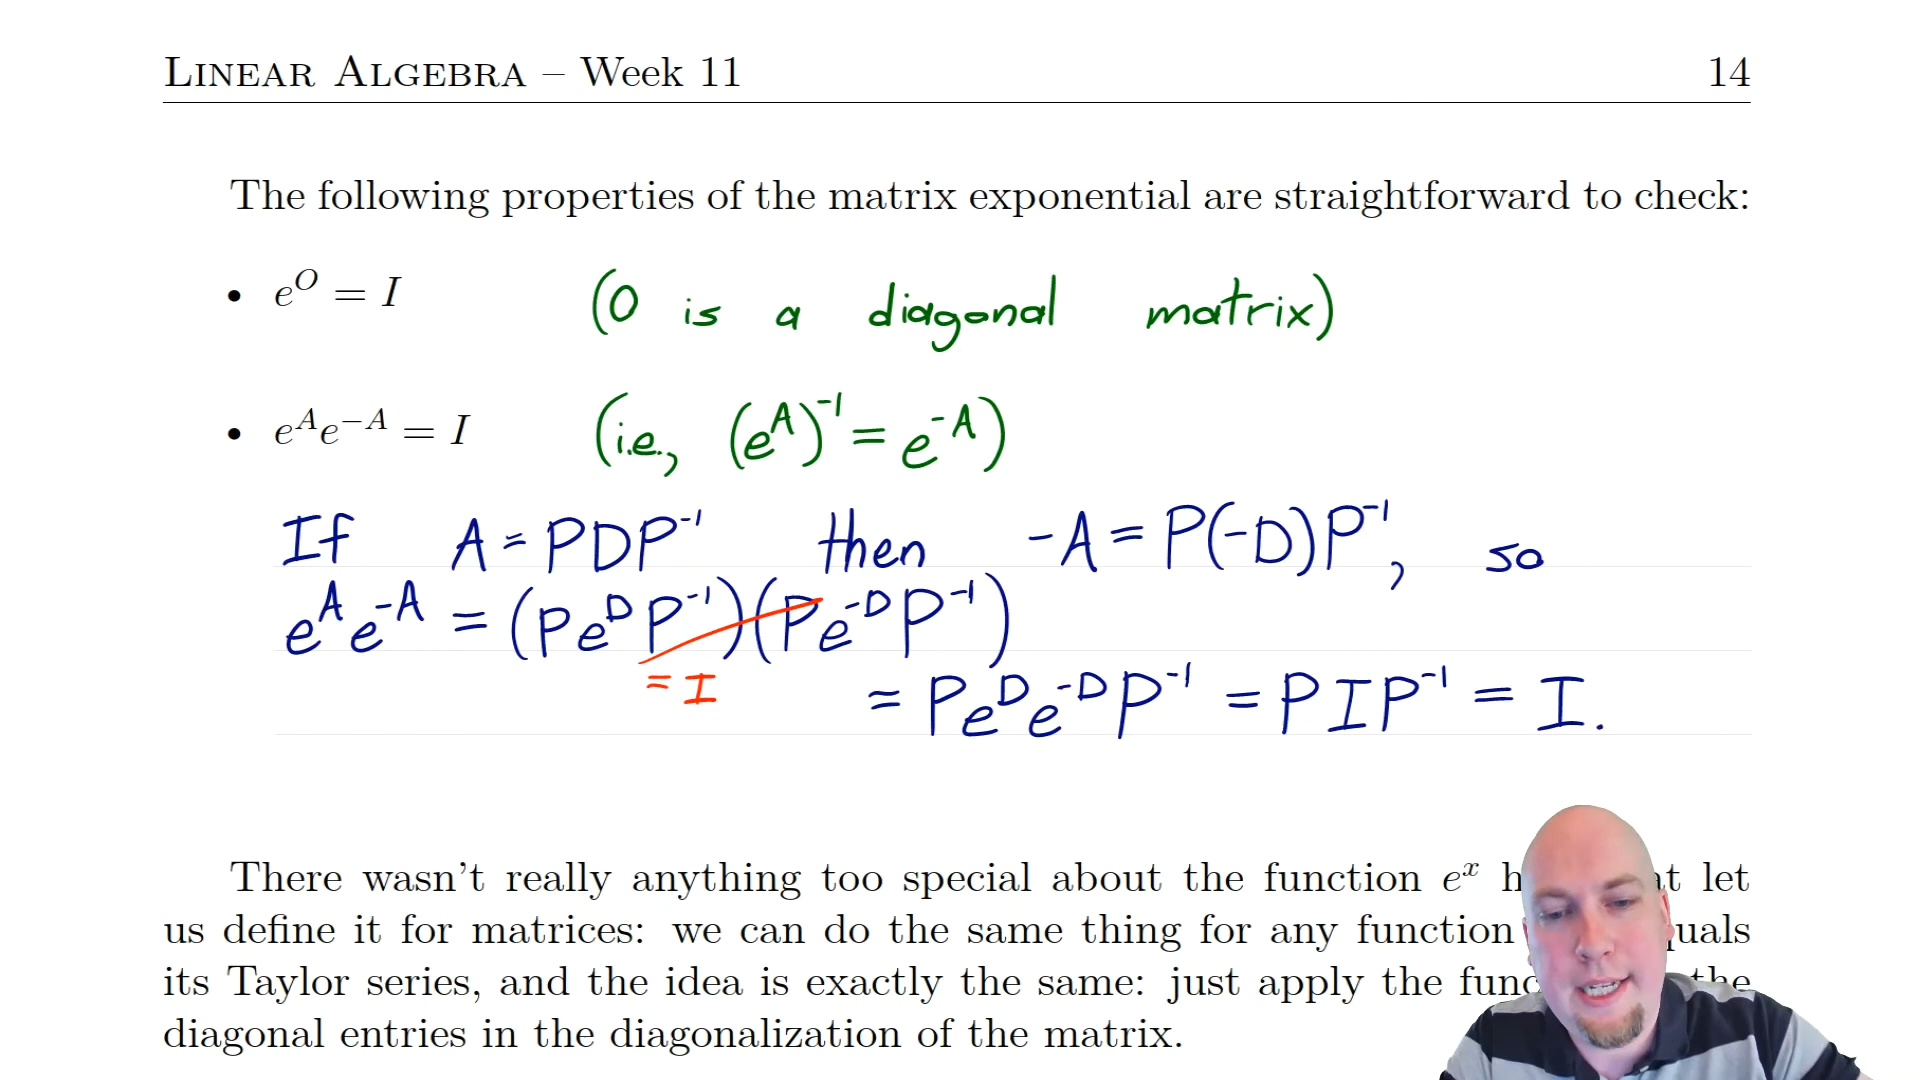 LINEAR ALGEBRA – Week 11 14
The following properties of the matrix exponential are straightforward to check:
• e^O = I (O is a diagonal matrix)
• e^A e^{-A} = I (i.e., (e^A)^{-1} = e^{-A})
If A = PDP^{-1} then -A = P(-D)P^{-1}, so
e^A e^{-A} = (Pe^D P^{-1})(Pe^{-D} P^{-1})
= I
= Pe^D e^{-D} P^{-1} = PIP^{-1} = I.
There wasn't really anything too special about the function e^x let
us define it for matrices: we can do the same thing for any function
its Taylor series, and the idea is exactly the same: just apply the the
diagonal entries in the diagonalization of the matrix.